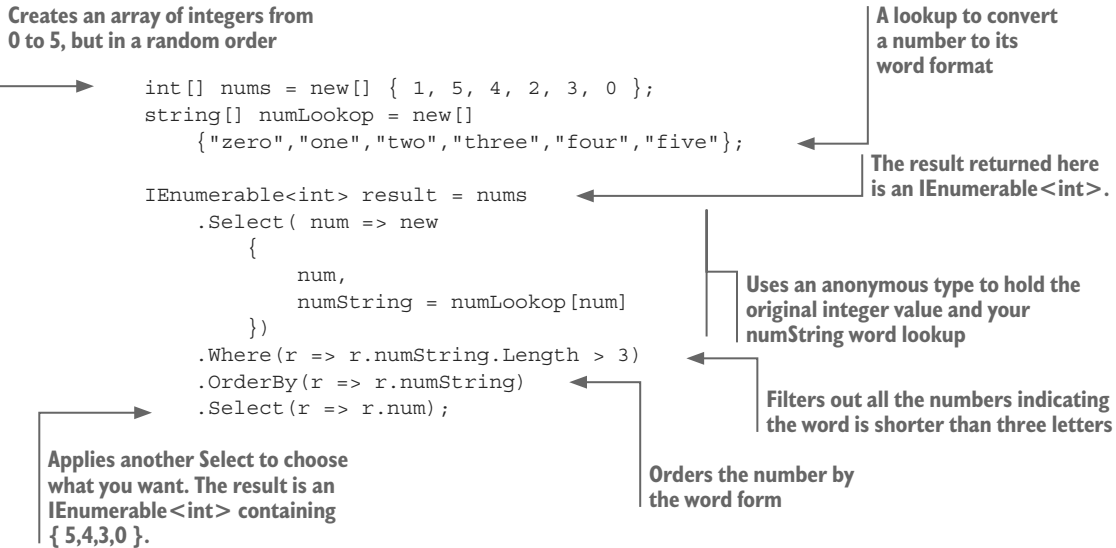 Creates an array of integers from
0 to 5, but in a random order
A lookup to convert
a number to its
word format
int[] nums = new[] { 1, 5, 4, 2, 3, 0 };
string[] numLookop = new[]
{"zero","one","two","three","four","five"};
The result returned here
is an IEnumerable<int>.
IEnumerable<int> result = nums
.Select( num => new
{
num,
numString = numLookop[num]
})
Uses an anonymous type to hold the
original integer value and your
numString word lookup
.Where(r => r.numString.Length > 3)
.OrderBy(r => r.numString)
.Select(r => r.num);
Filters out all the numbers indicating
the word is shorter than three letters
Applies another Select to choose
what you want. The result is an
IEnumerable<int> containing
{ 5,4,3,0 }.
Orders the number by
the word form